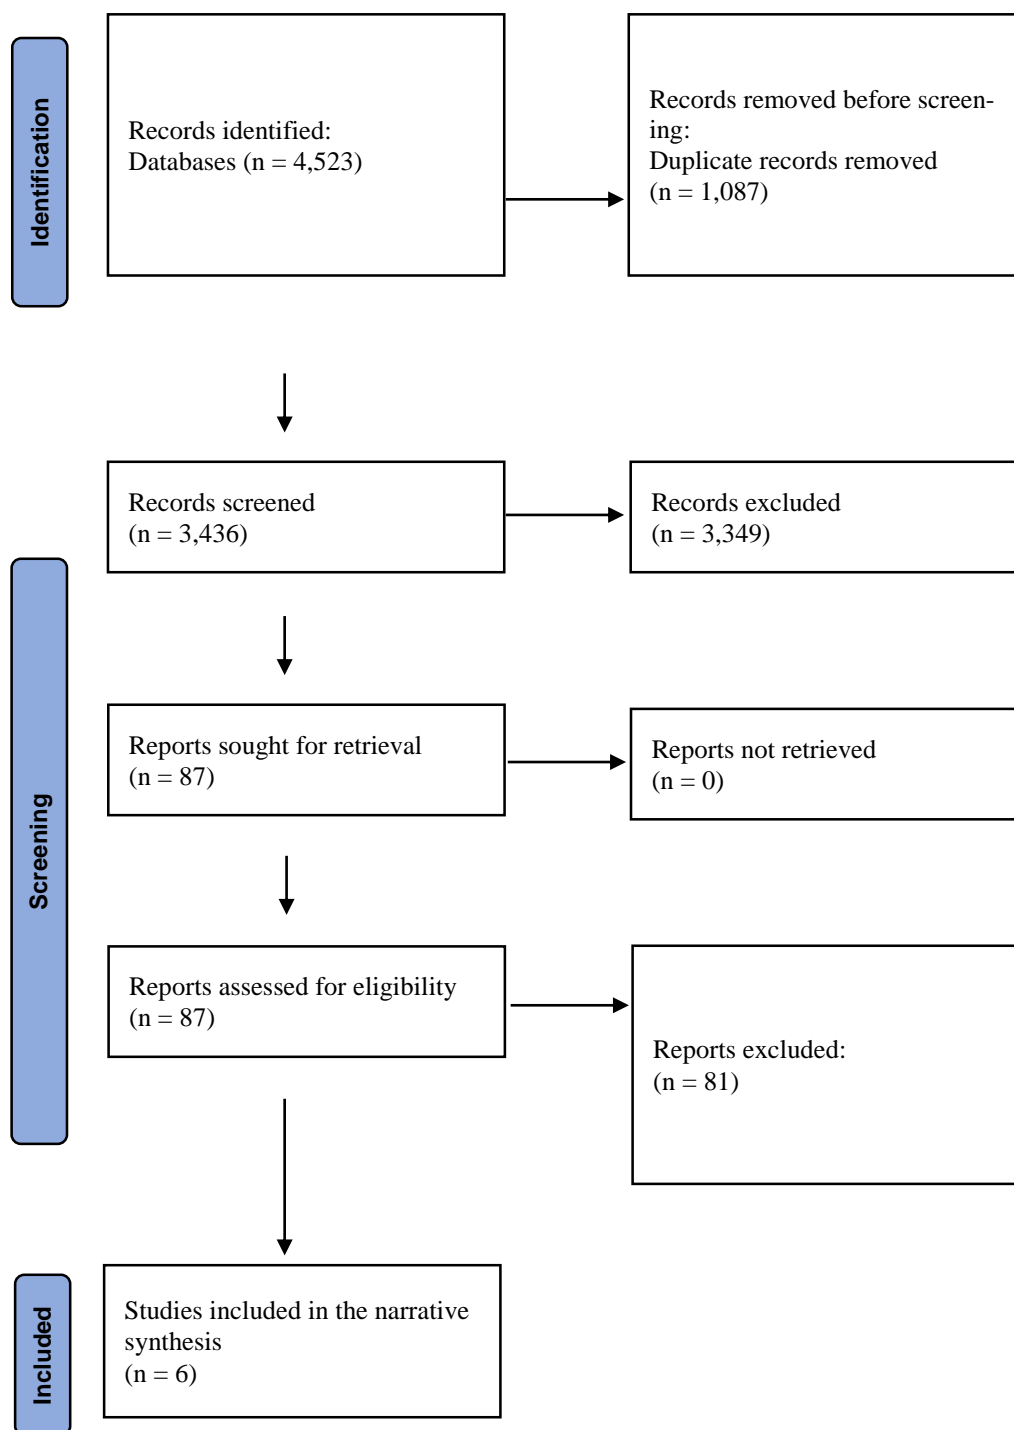 Identification
Records identified:
Databases (n = 4,523)
Records removed before screen-
ing:
Duplicate records removed
(n = 1,087)
Screening
Records screened
(n = 3,436)
Records excluded
(n = 3,349)
Reports sought for retrieval
(n = 87)
Reports not retrieved
(n = 0)
Reports assessed for eligibility
(n = 87)
Reports excluded:
(n = 81)
Included
Studies included in the narrative
synthesis
(n = 6)